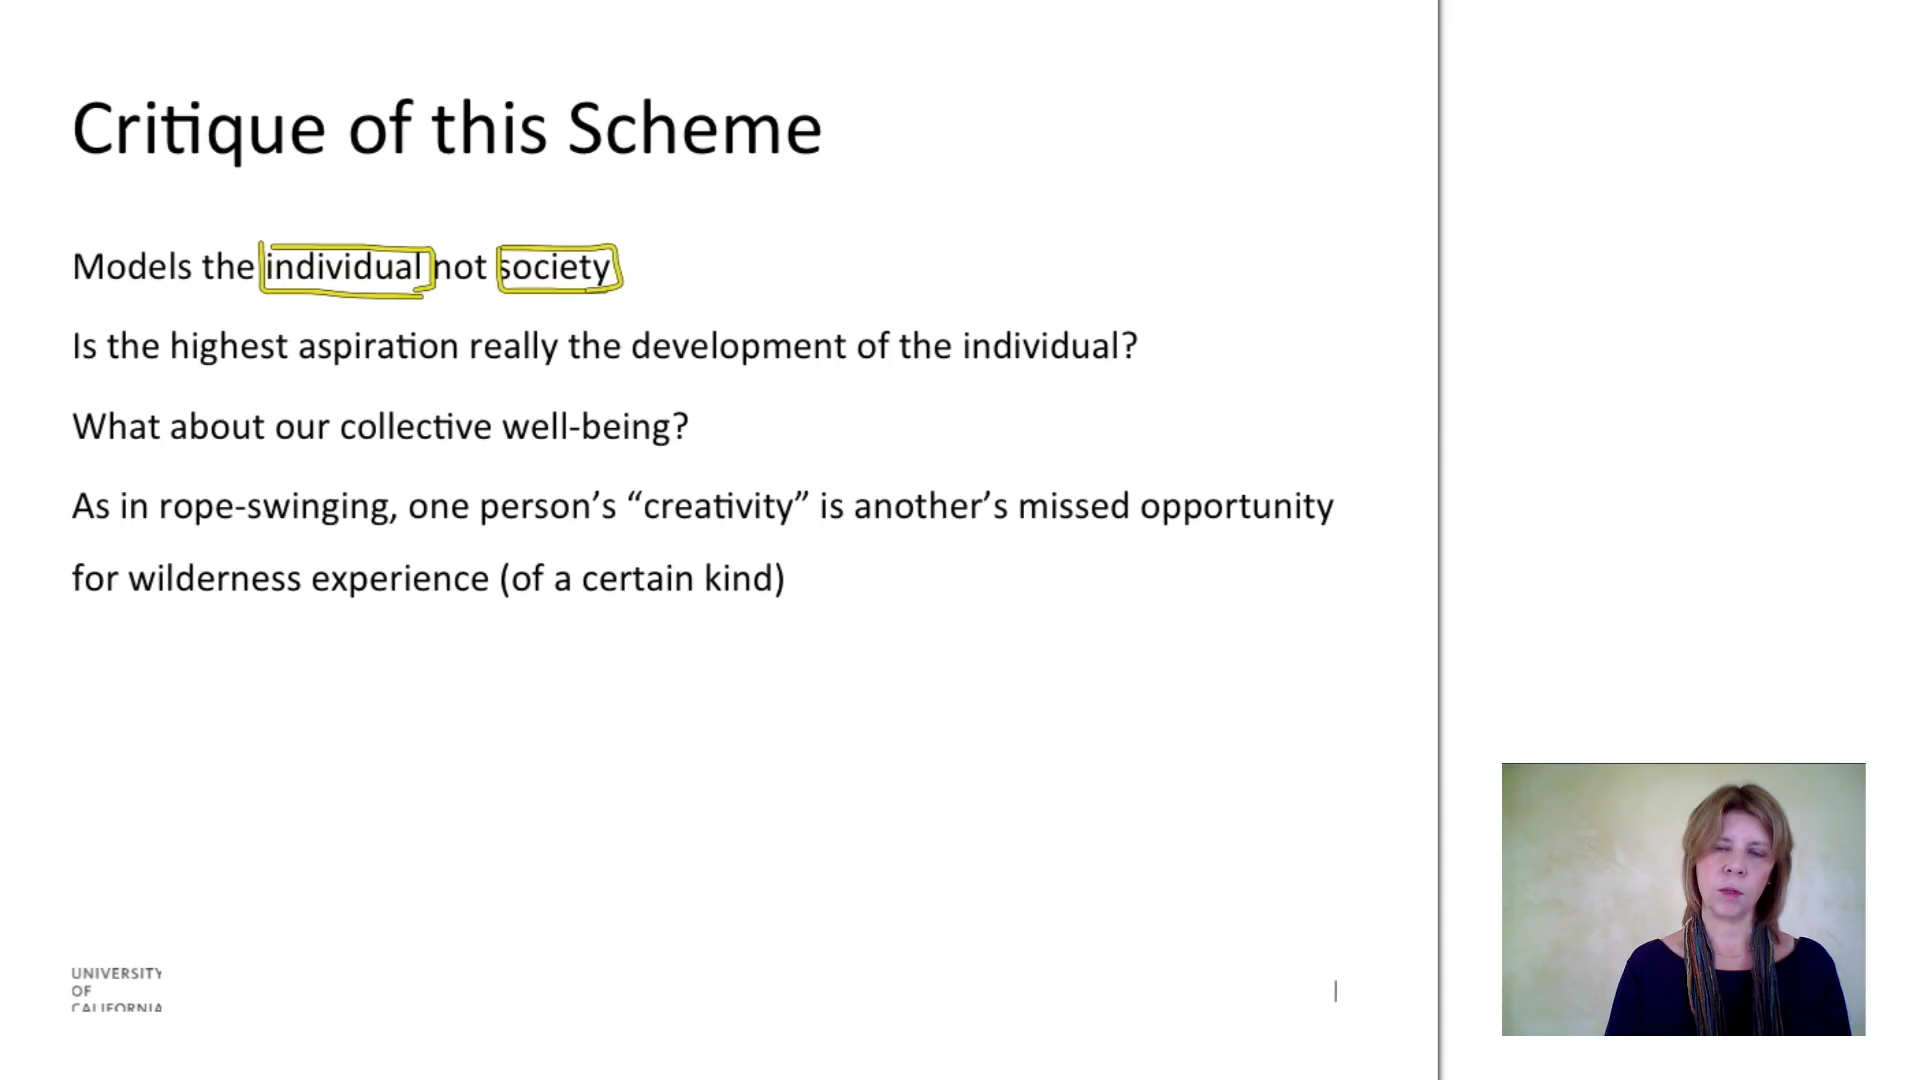 Critique of this Scheme
Models the individual not society
Is the highest aspiration really the development of the individual?
What about our collective well-being?
As in rope-swinging, one person’s “creativity” is another’s missed opportunity
for wilderness experience (of a certain kind)
UNIVERSITY
OF
CALIFORNIA